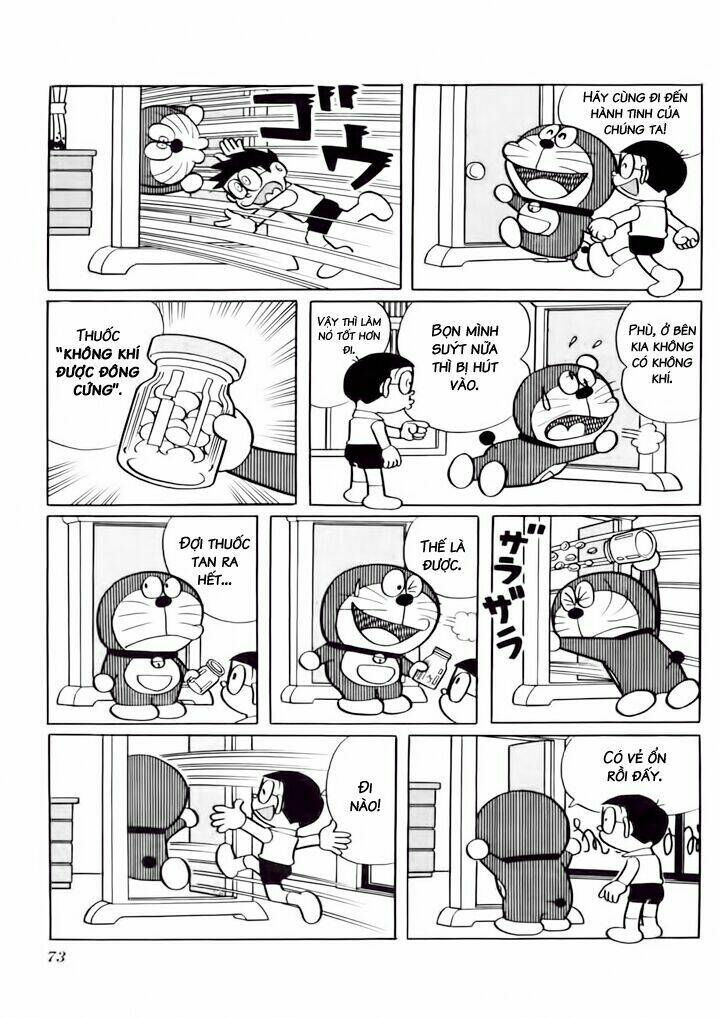 HÃY CÙNG ĐI ĐẾN
HÀNH TINH CỦA
CHÚNG TA!
ゴウ
PHÙ, Ở BÊN
KIA KHÔNG
CÓ KHÔNG
KHÍ.
BỌN MÌNH
SUÝT NỮA
THÌ BỊ HÚT
VÀO.
VẬY THÌ LÀM
NÓ TỐT HƠN
ĐI.
THUỐC
“KHÔNG KHÍ
ĐƯỢC ĐÔNG
CỨNG”.
ザラザラ
THẾ LÀ
ĐƯỢC.
ĐỢI THUỐC
TAN RA
HẾT...
CÓ VẺ ỔN
RỒI ĐẤY.
ĐI
NÀO!
73